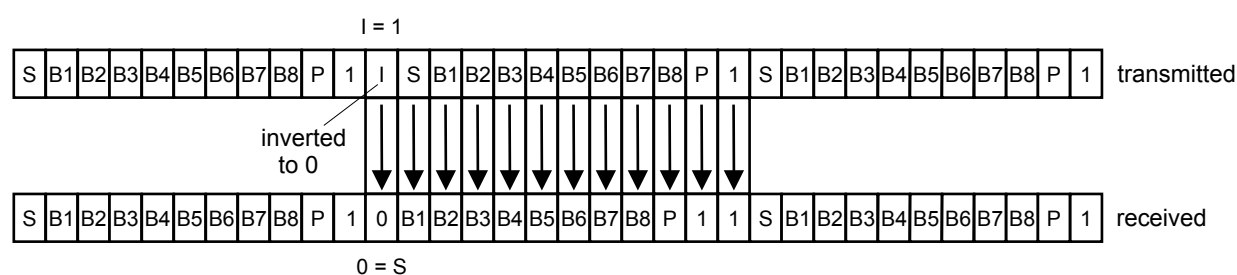 I = 1
S B1 B2 B3 B4 B5 B6 B7 B8 P 1 I S B1 B2 B3 B4 B5 B6 B7 B8 P 1 S B1 B2 B3 B4 B5 B6 B7 B8 P 1 transmitted
inverted
to 0
S B1 B2 B3 B4 B5 B6 B7 B8 P 1 0 B1 B2 B3 B4 B5 B6 B7 B8 P 1 1 S B1 B2 B3 B4 B5 B6 B7 B8 P 1 received
0 = S